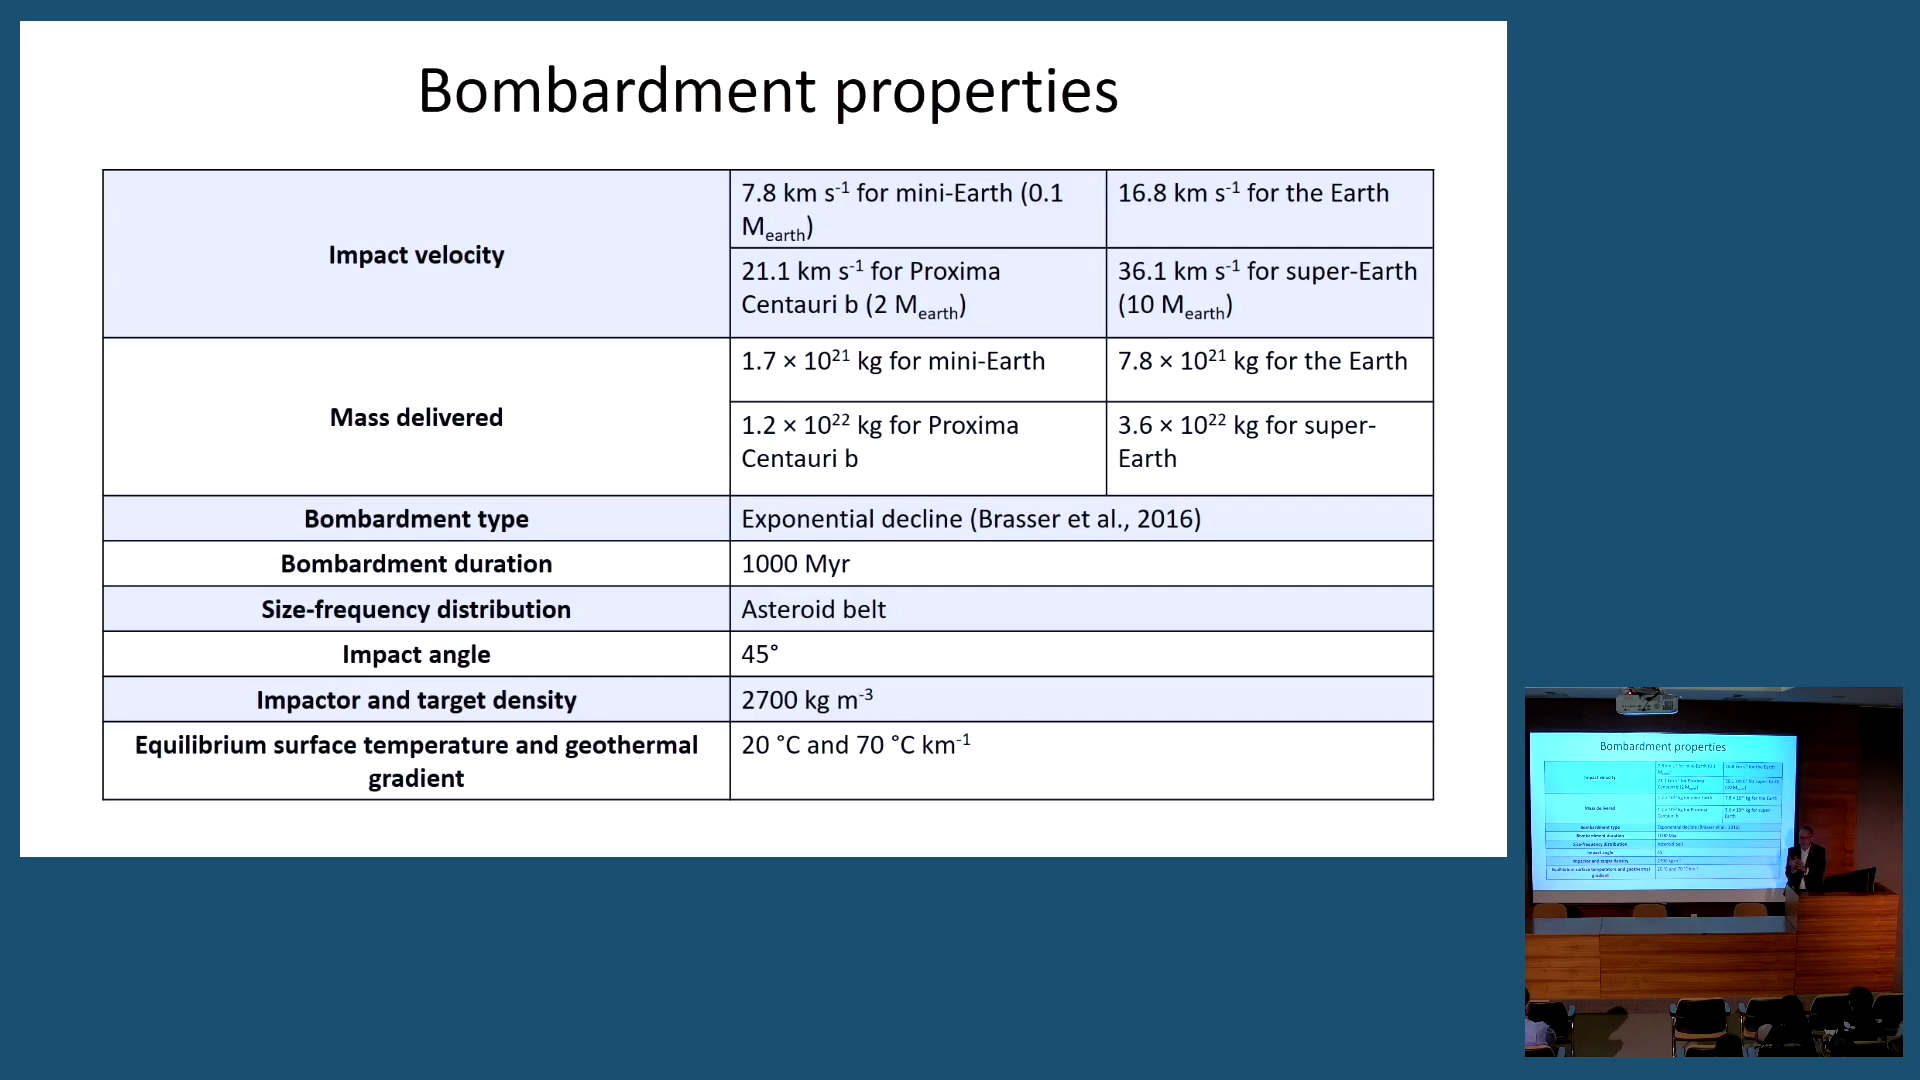 Bombardment properties
Impact velocity
7.8 km s⁻¹ for mini-Earth (0.1
Mₑₐᵣₜₕ)
16.8 km s⁻¹ for the Earth
21.1 km s⁻¹ for Proxima
Centauri b (2 Mₑₐᵣₜₕ)
36.1 km s⁻¹ for super-Earth
(10 Mₑₐᵣₜₕ)
Mass delivered
1.7 × 10²¹ kg for mini-Earth
7.8 × 10²¹ kg for the Earth
1.2 × 10²² kg for Proxima
Centauri b
3.6 × 10²² kg for super-
Earth
Bombardment type
Exponential decline (Brasser et al., 2016)
Bombardment duration
1000 Myr
Size-frequency distribution
Asteroid belt
Impact angle
45°
Impactor and target density
2700 kg m⁻³
Equilibrium surface temperature and geothermal
gradient
20 °C and 70 °C km⁻¹
Bombardment properties